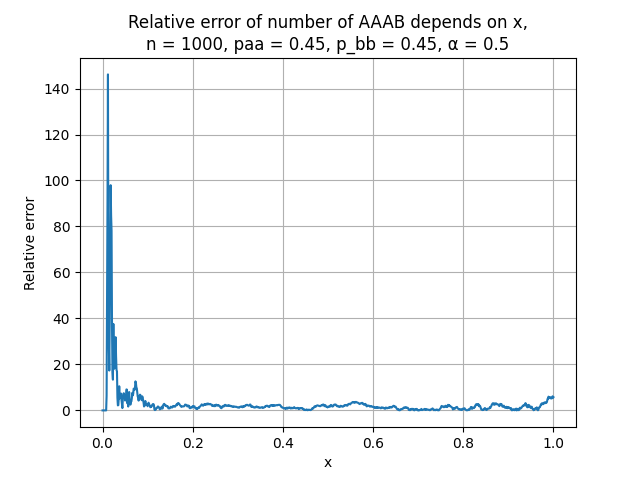 Relative error of number of AAAB depends on x,
n = 1000, paa = 0.45, p_bb = 0.45, α = 0.5
140
120
100
80
60
40
20
0
Relative error
0.0 0.2 0.4 0.6 0.8 1.0
x